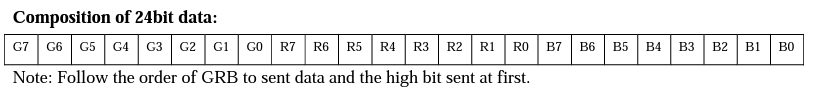 Composition of 24bit data:
G7 G6 G5 G4 G3 G2 G1 G0 R7 R6 R5 R4 R3 R2 R1 R0 B7 B6 B5 B4 B3 B2 B1 B0
Note: Follow the order of GRB to sent data and the high bit sent at first.